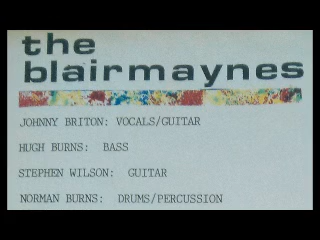 the
blairmaynes
JOHNNY BRITON: VOCALS/GUITAR
HUGH BURNS: BASS
STEPHEN WILSON: GUITAR
NORMAN BURNS: DRUMS/PERCUSSION